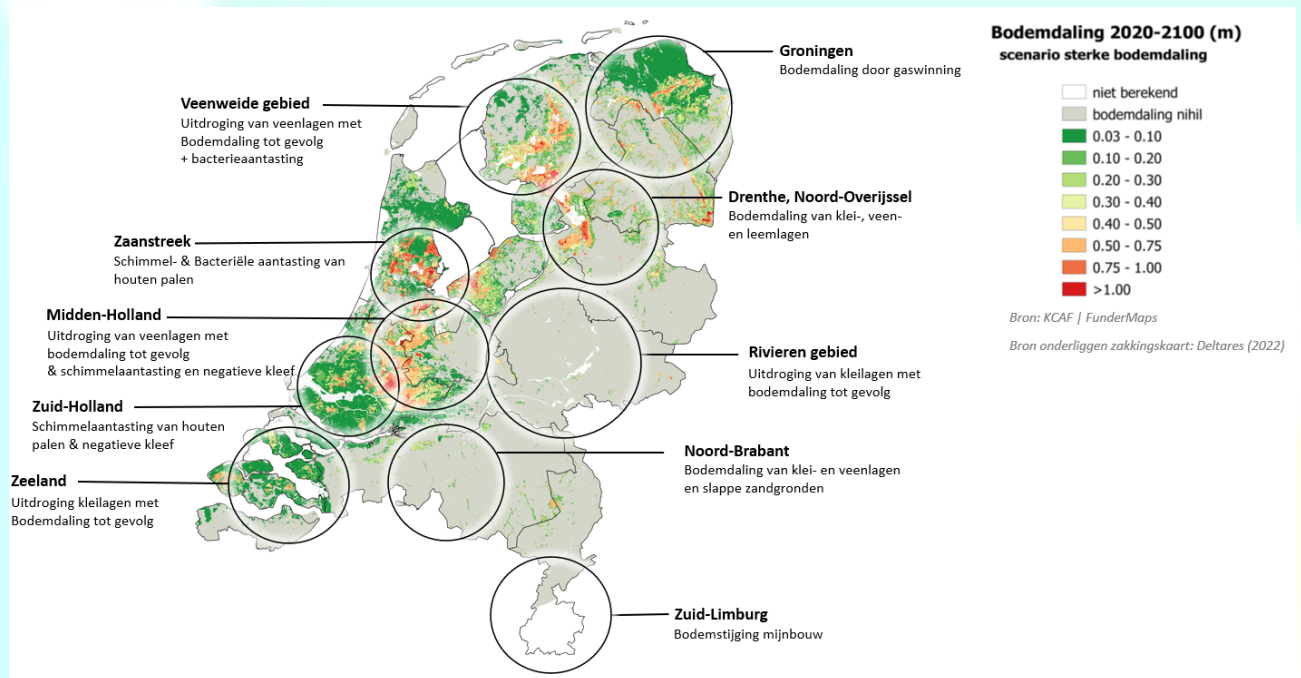 Bodemdaling 2020-2100 (m)
scenario sterke bodemdaling
niet berekend
bodemdaling nihil
0.03 - 0.10
0.10 - 0.20
0.20 - 0.30
0.30 - 0.40
0.40 - 0.50
0.50 - 0.75
0.75 - 1.00
>1.00
Bron: KCAF | FunderMaps
Bron onderliggen zakkingskaart: Deltares (2022)
Groningen
Bodemdaling door gaswinning
Veenweide gebied
Uitdroging van veenlagen met
Bodemdaling tot gevolg
+ bacterieaantasting
Drenthe, Noord-Overijssel
Bodemdaling van klei-, veen-
en leemlagen
Zaanstreek
Schimmel- & Bacteriële aantasting van
houten palen
Midden-Holland
Uitdroging van veenlagen met
bodemdaling tot gevolg
& schimmelaantasting en negatieve kleef
Rivieren gebied
Uitdroging van kleilagen met
bodemdaling tot gevolg
Zuid-Holland
Schimmelaantasting van houten
palen & negatieve kleef
Noord-Brabant
Bodemdaling van klei- en veenlagen
en slappe zandgronden
Zeeland
Uitdroging kleilagen met
Bodemdaling tot gevolg
Zuid-Limburg
Bodemstijging mijnbouw